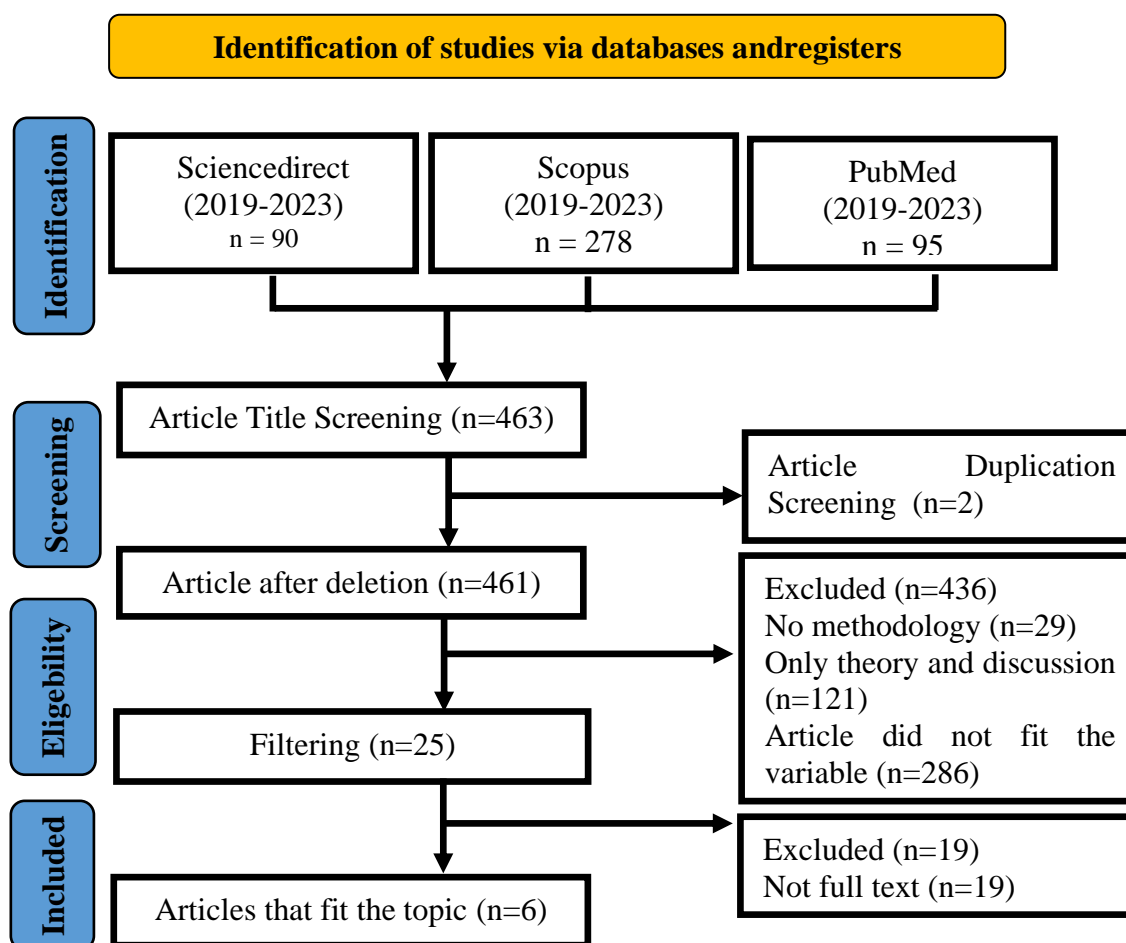 Identification of studies via databases andregisters
Identification
Sciencedirect
(2019-2023)
n = 90
Scopus
(2019-2023)
n = 278
PubMed
(2019-2023)
n = 95
Screening
Article Title Screening (n=463)
Article Duplication
Screening (n=2)
Article after deletion (n=461)
Eligebility
Excluded (n=436)
No methodology (n=29)
Only theory and discussion
(n=121)
Article did not fit the
variable (n=286)
Filtering (n=25)
Included
Excluded (n=19)
Not full text (n=19)
Articles that fit the topic (n=6)